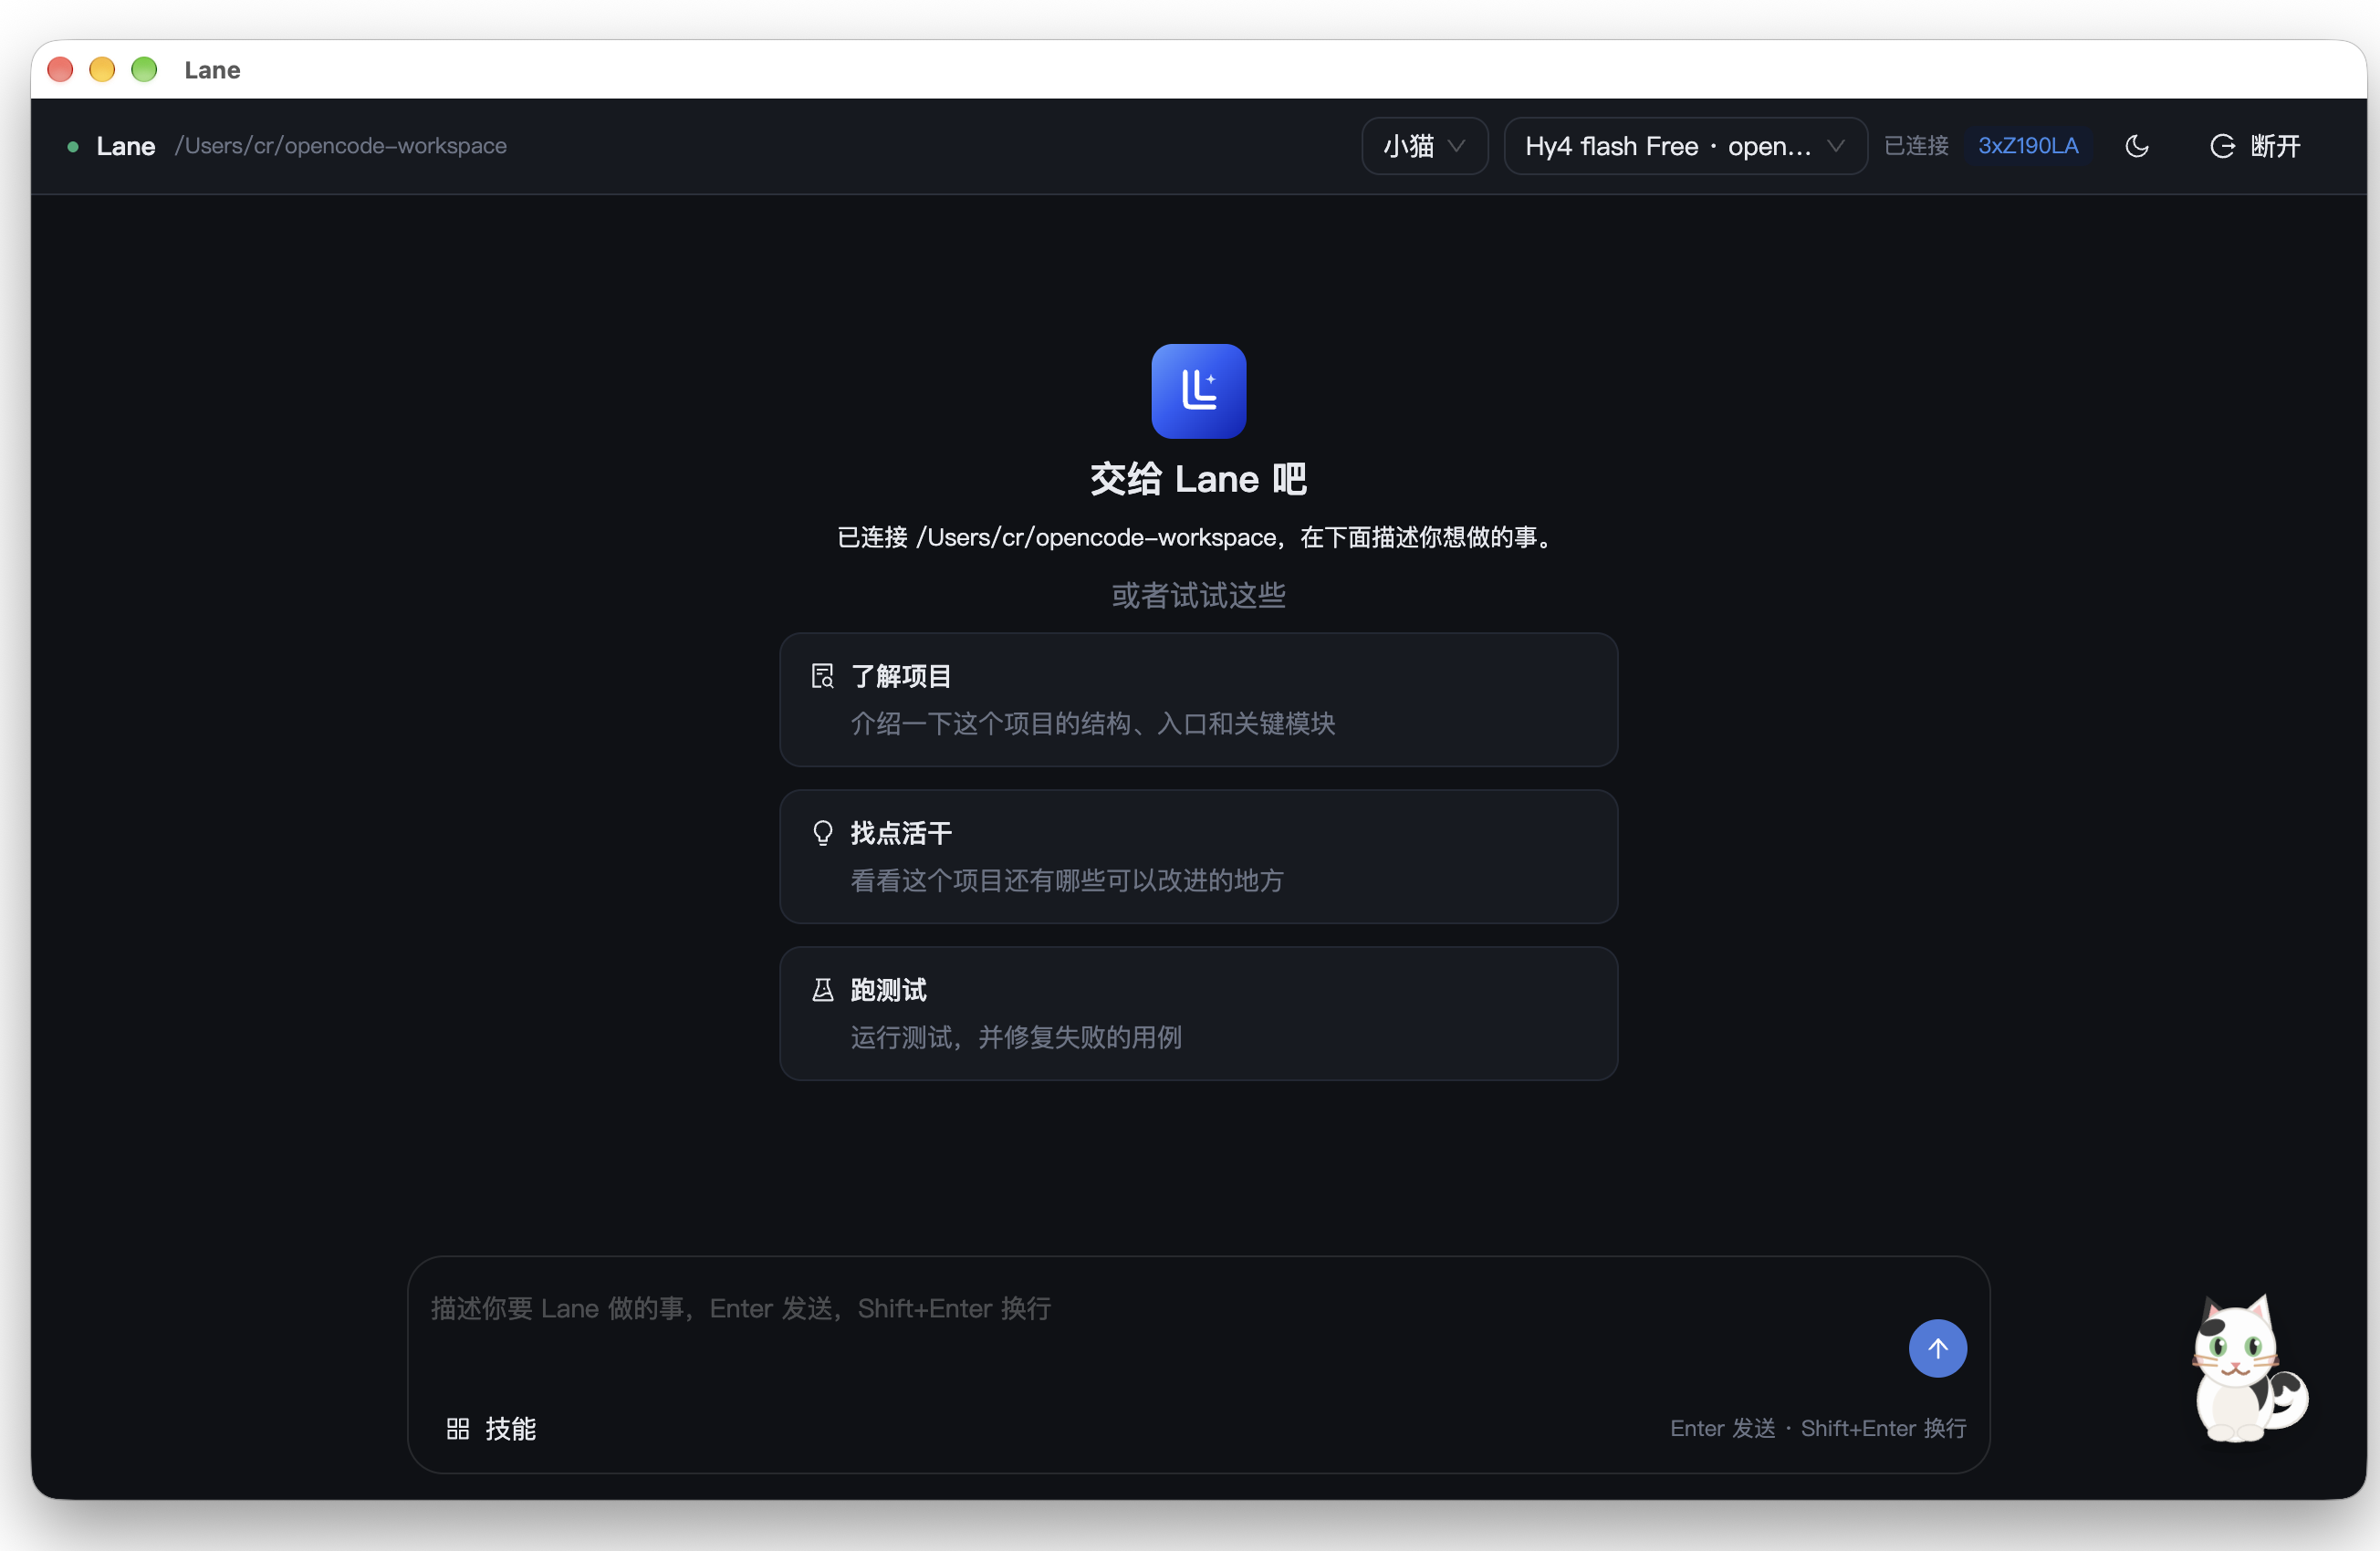 Lane
Lane /Users/cr/opencode-workspace 小猫 Hy4 flash Free · open... 已连接 3xZ190LA 断开
交给 Lane 吧
已连接 /Users/cr/opencode-workspace，在下面描述你想做的事。
或者试试这些
了解项目
介绍一下这个项目的结构、入口和关键模块
找点活干
看看这个项目还有哪些可以改进的地方
跑测试
运行测试，并修复失败的用例
描述你要 Lane 做的事，Enter 发送，Shift+Enter 换行
技能 Enter 发送 · Shift+Enter 换行